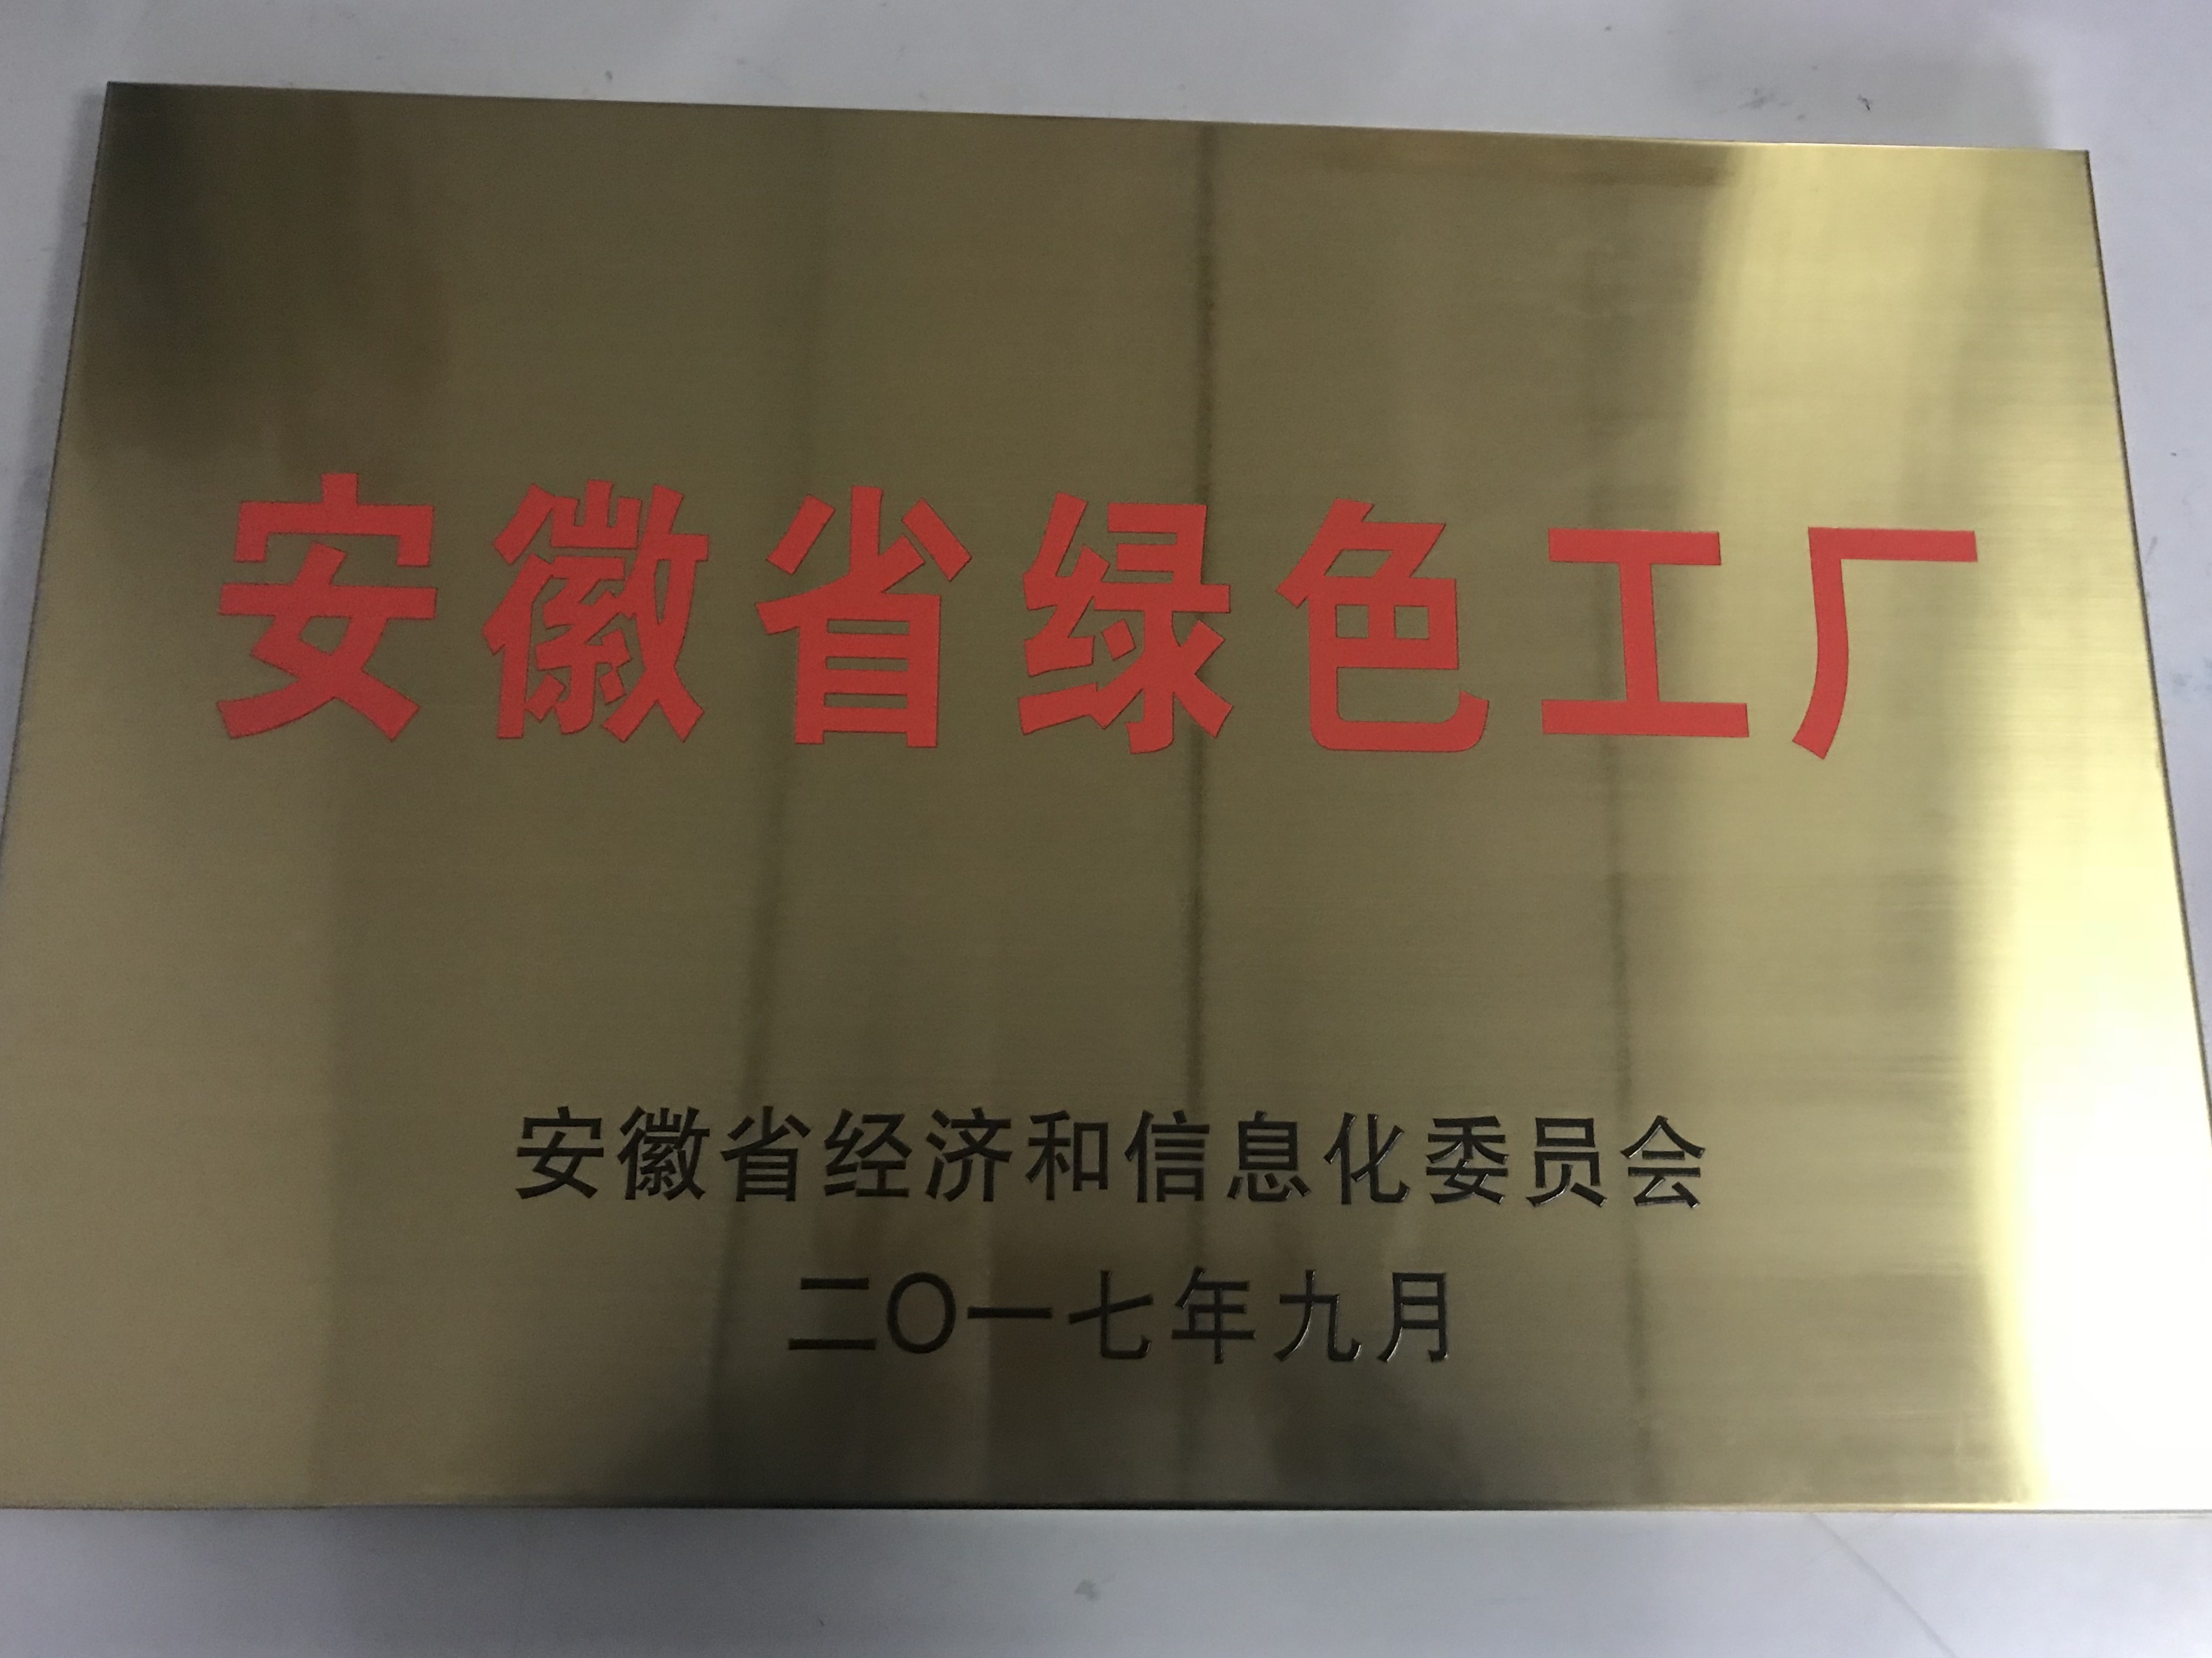 安徽省绿色工厂
安徽省经济和信息化委员会
二〇一七年九月